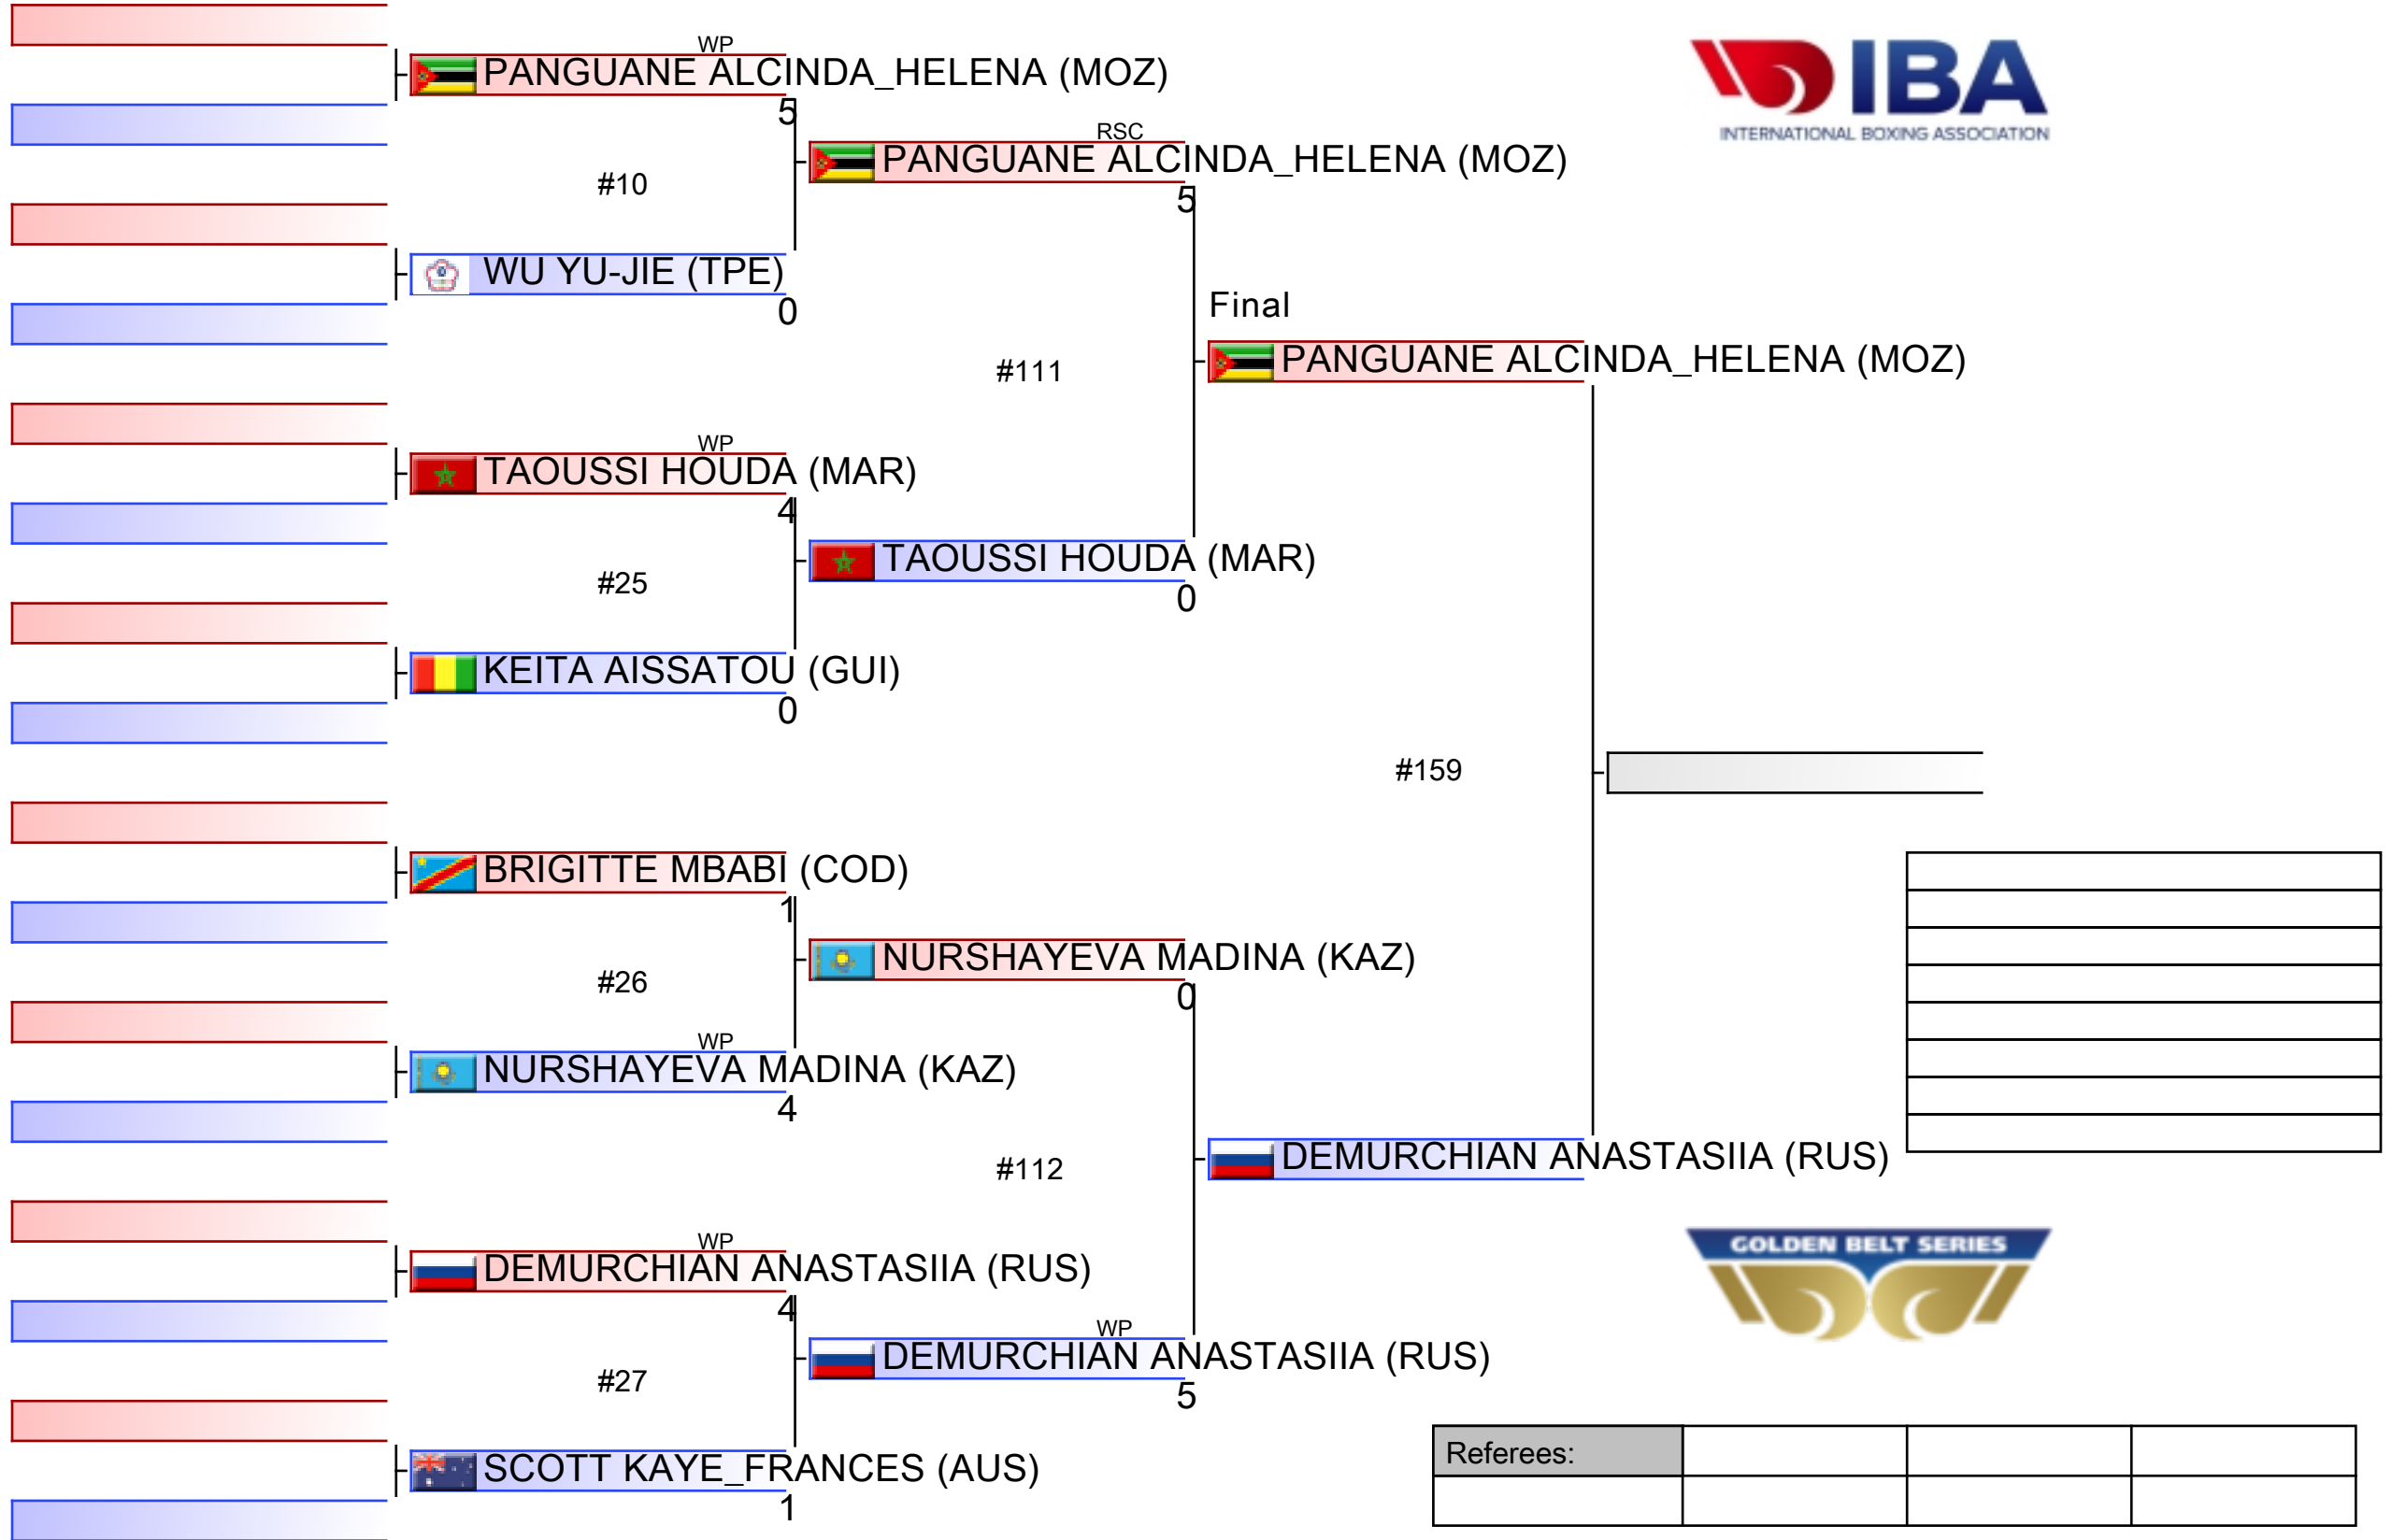 WP
PANGUANE ALCINDA_HELENA (MOZ)
5
#10
WU YU-JIE (TPE)
0
WP
TAOUSSI HOUDA (MAR)
4
#25
KEITA AISSATOU (GUI)
0
BRIGITTE MBABI (COD)
1
#26
WP
NURSHAYEVA MADINA (KAZ)
4
WP
DEMURCHIAN ANASTASIIA (RUS)
4
#27
SCOTT KAYE_FRANCES (AUS)
1
RSC
PANGUANE ALCINDA_HELENA (MOZ)
5
#111
TAOUSSI HOUDA (MAR)
0
NURSHAYEVA MADINA (KAZ)
0
#112
WP
DEMURCHIAN ANASTASIIA (RUS)
5
Final
PANGUANE ALCINDA_HELENA (MOZ)
#159
DEMURCHIAN ANASTASIIA (RUS)
IBA
INTERNATIONAL BOXING ASSOCIATION
GOLDEN BELT SERIES
Referees: